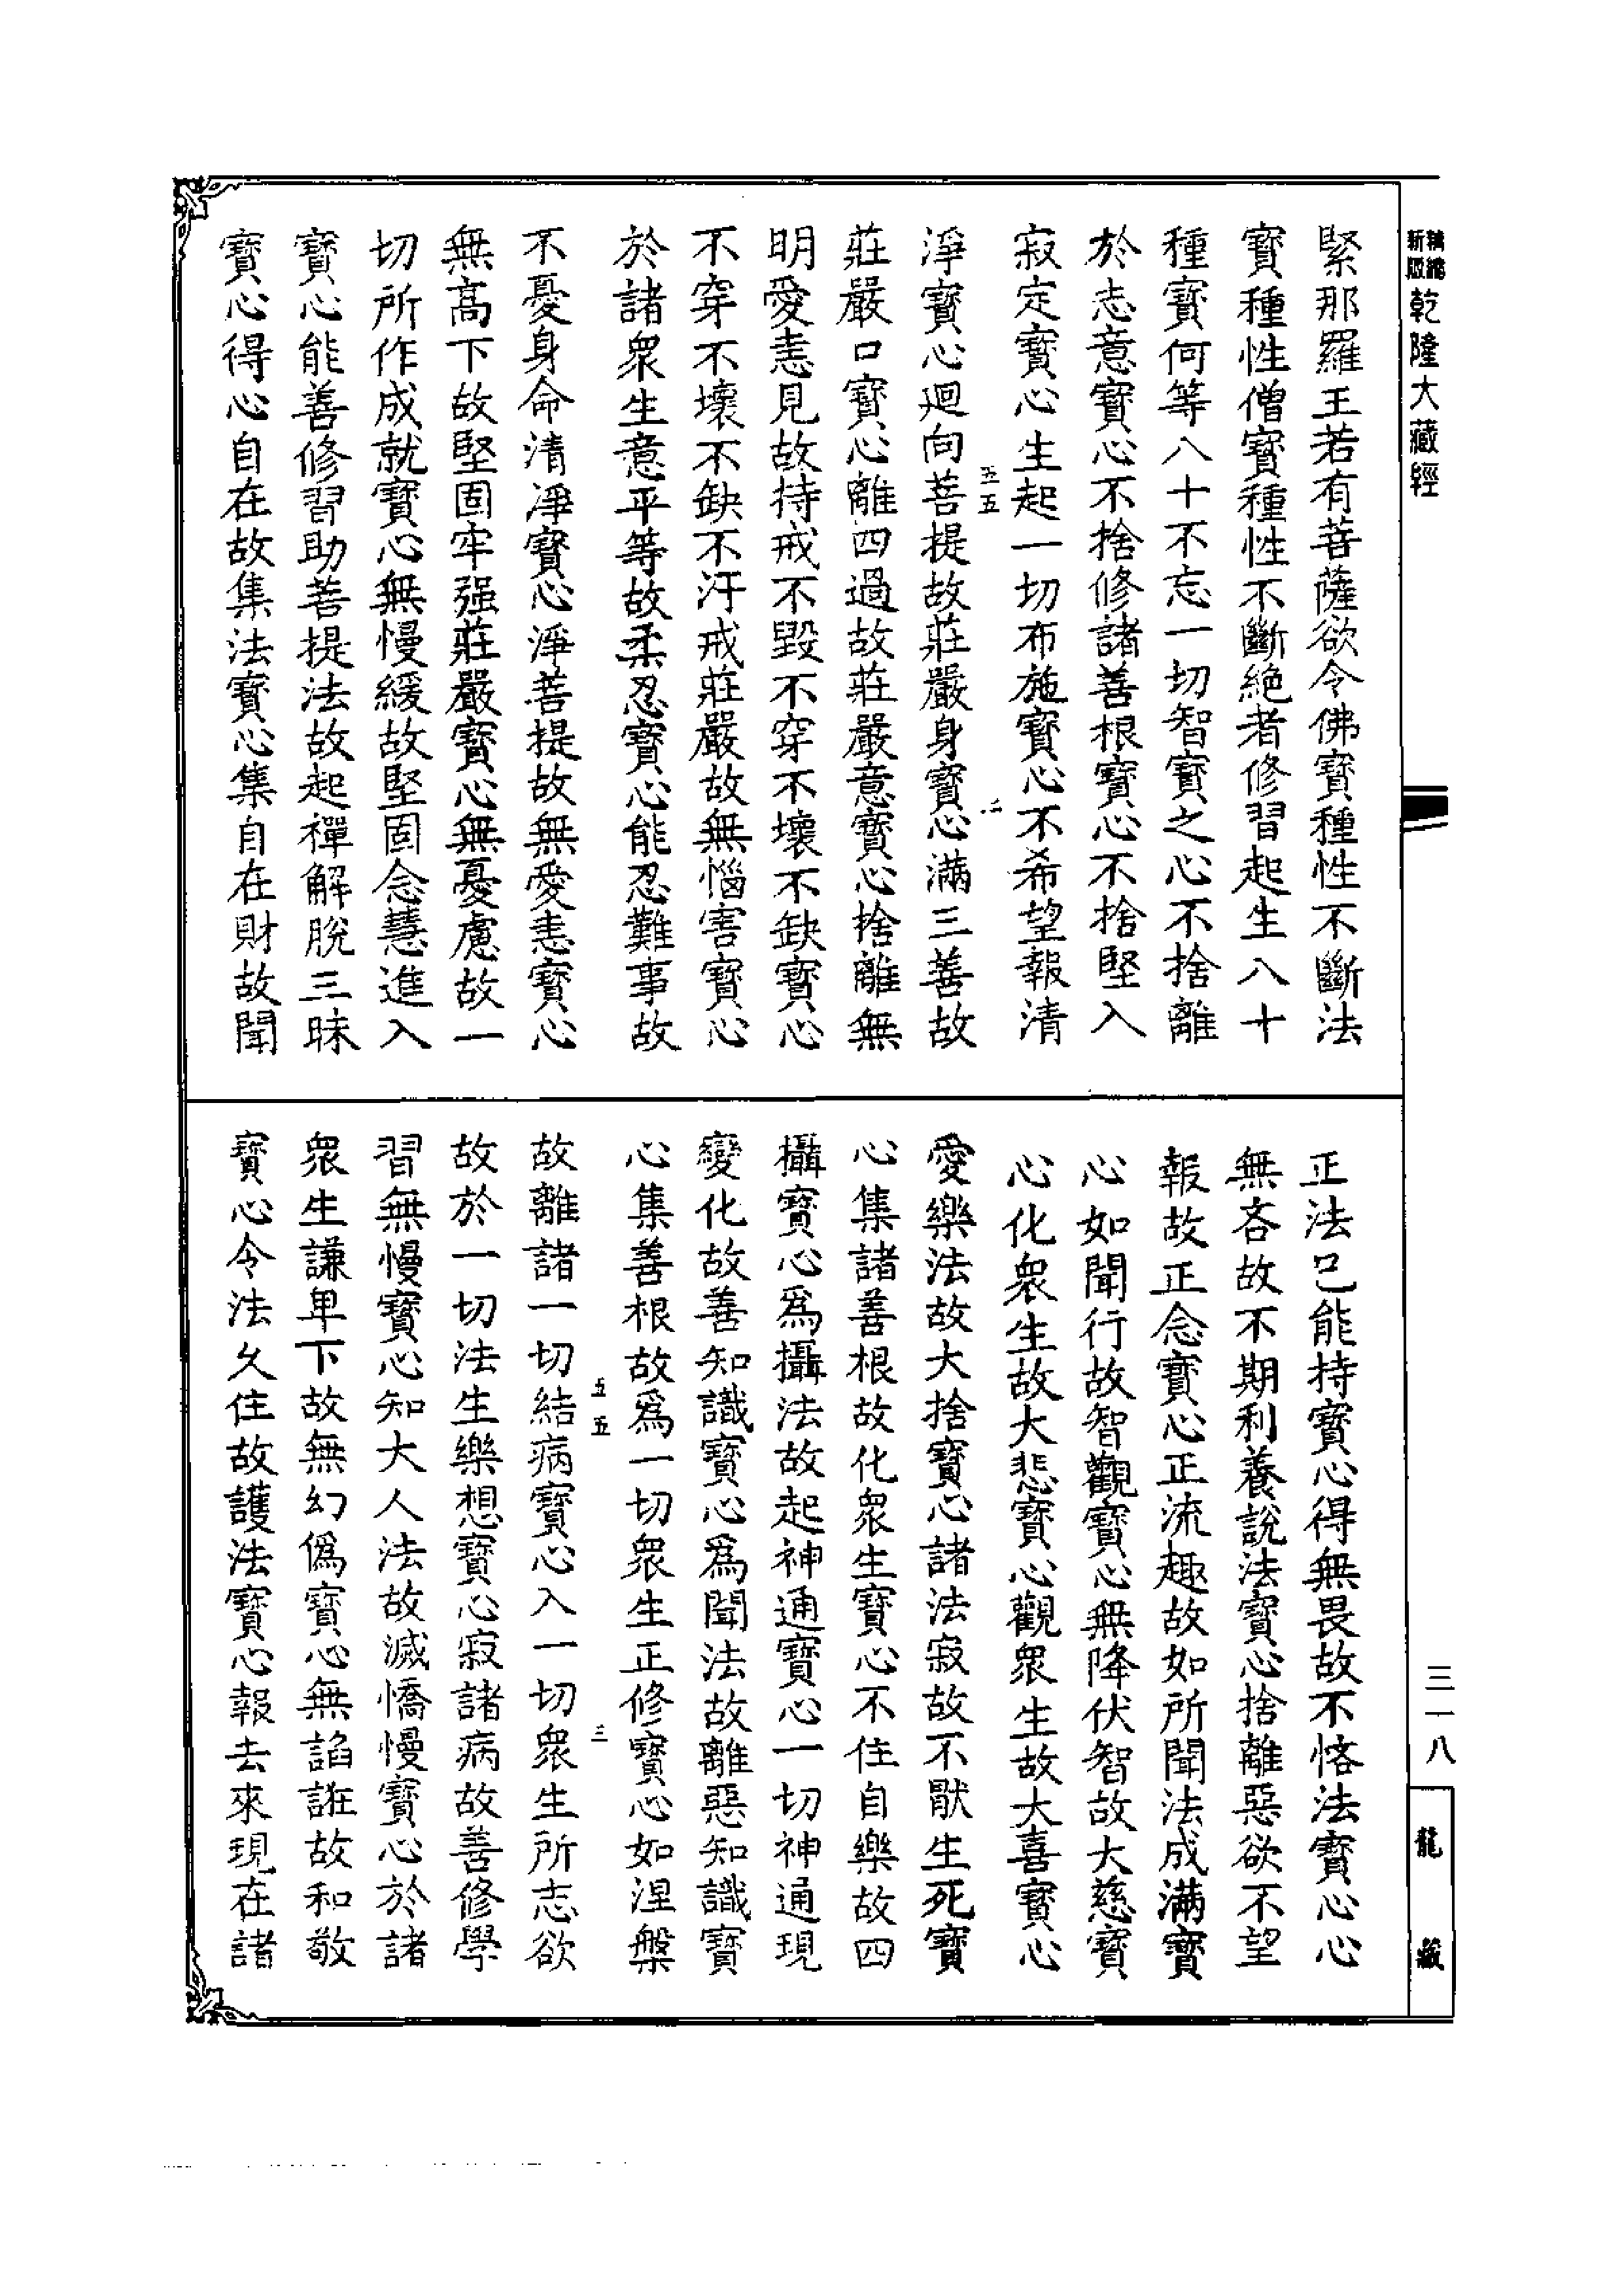 新版
精編
乾隆大藏經
緊那羅王若有菩薩欲令佛寶種性不斷法
寶種性僧寶種性不斷絶者修習起生八十
種寶何等八十不忘一切智寶之心不捨離
於志意寶心不捨修諸善根寶心不捨堅入
寂定寶心生起一切布施寶心不希望報清
五五
二
淨寶心迴向菩提故莊嚴身寶心滿三善故
莊嚴口寶心離四過故莊嚴意寶心捨離無
明愛恚見故持戒不毀不穿不壞不缺寶心
不穿不壞不缺不汙戒莊嚴故無惱害寶心
於諸衆生意平等故柔忍寶心能忍難事故
不憂身命清淨寶心淨菩提故無愛恚寶心
無高下故堅固牢强莊嚴寶心無憂慮故一
切所作成就寶心無慢緩故堅固念慧進入
寶心能善修習助菩提法故起禪解脫三昧
寶心得心自在故集法寶心集自在財故聞
正法已能持寶心得無畏故不悋法寶心心
無吝故不期利養說法寶心捨離惡欲不望
報故正念寶心正流趣故如所聞法成滿寶
心如聞行故智觀寶心無降伏智故大慈寶
心化衆生故大悲寶心觀衆生故大喜寶心
愛樂法故大捨寶心諸法寂故不厭生死寶
心集諸善根故化衆生寶心不住自樂故四
攝寶心爲攝法故起神通寶心一切神通現
變化故善知識寶心爲聞法故離惡知識寶
心集善根故爲一切衆生正修寶心如涅槃
五五
三
故離諸一切結病寶心入一切衆生所志欲
故於一切法生樂想寶心寂諸病故善修學
習無慢寶心知大人法故滅憍慢寶心於諸
衆生謙卑下故無幻僞寶心無諂誑故和敬
寶心令法久住故護法寶心報去來現在諸
三一八
龍藏